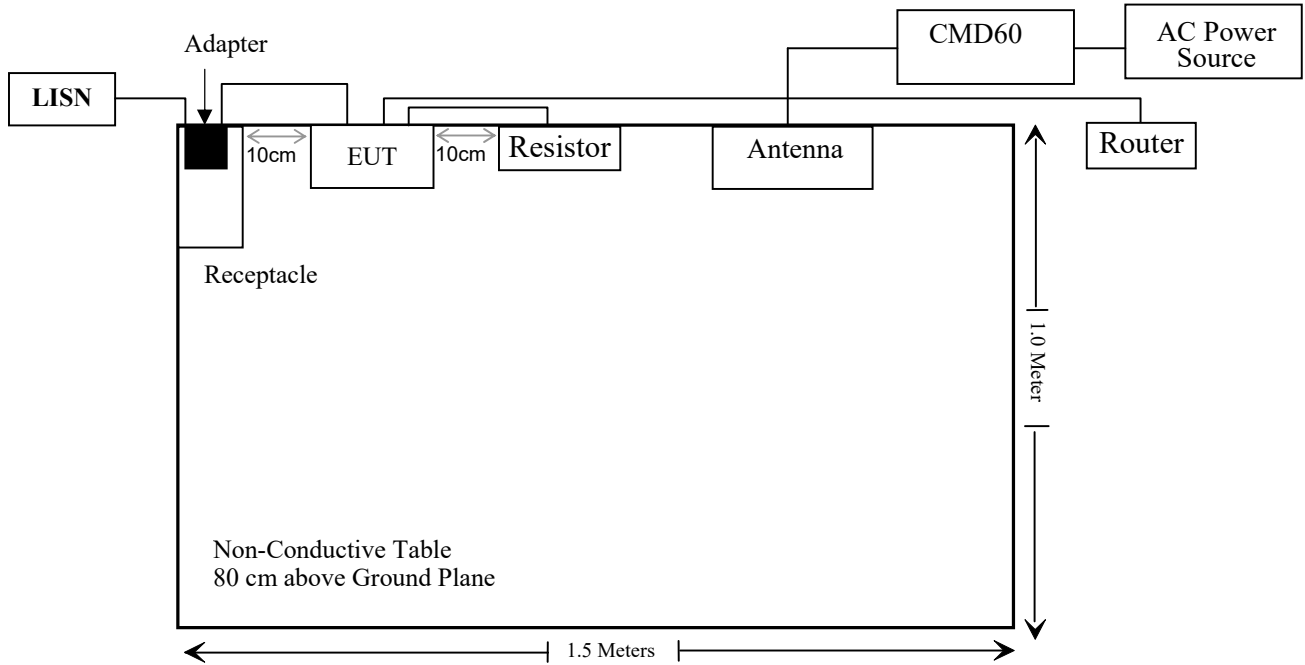 Adapter
CMD60
AC Power
Source
LISN
10cm
EUT
10cm
Resistor
Antenna
Router
Receptacle
1.0 Meter
Non-Conductive Table
80 cm above Ground Plane
1.5 Meters